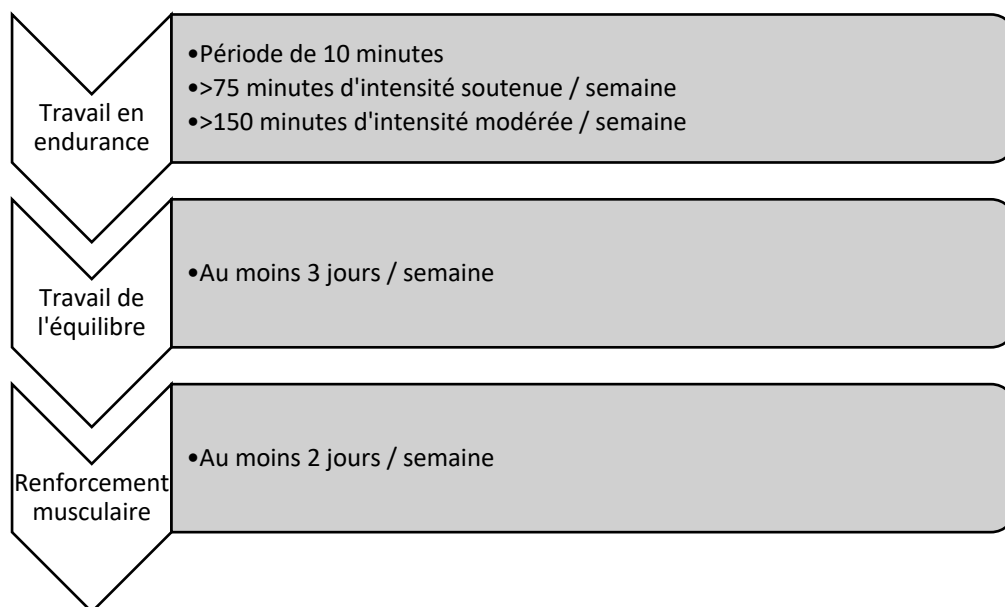 Travail en
endurance
•Période de 10 minutes
•>75 minutes d'intensité soutenue / semaine
•>150 minutes d'intensité modérée / semaine
Travail de
l'équilibre
•Au moins 3 jours / semaine
Renforcement
musculaire
•Au moins 2 jours / semaine